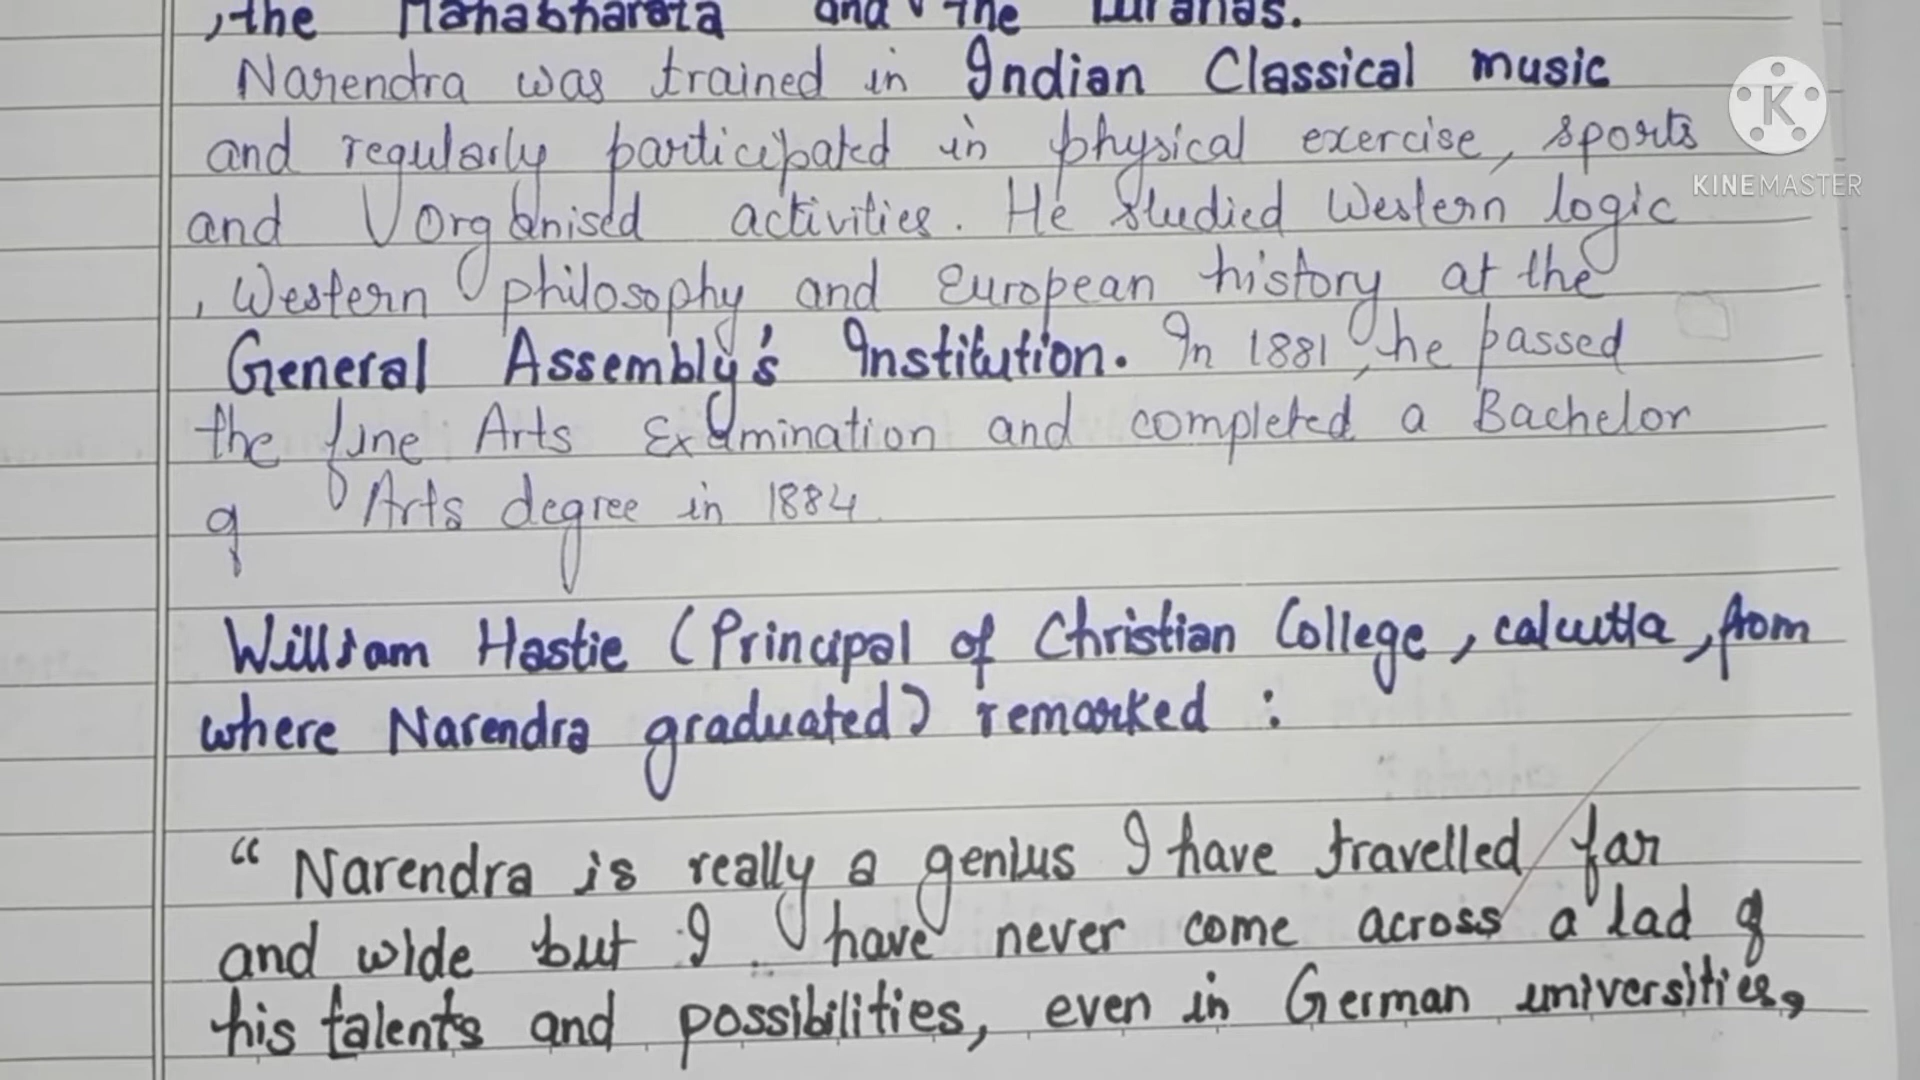 , the Mahabharata and the Puranas.
Narendra was trained in Indian Classical music
and regularly participated in physical exercise, sports
and organised activities. He studied Western logic
, Western philosophy and European history at the
General Assembly's Institution. In 1881, he passed
the fine Arts Examination and completed a Bachelor
of Arts degree in 1884
William Hastie (Principal of Christian College, calcutta, from
where Narendra graduated) remarked :
“ Narendra is really a genius I have travelled far
and wide but I have never come across a lad of
his talents and possibilities, even in German universities,
K
KINEMASTER